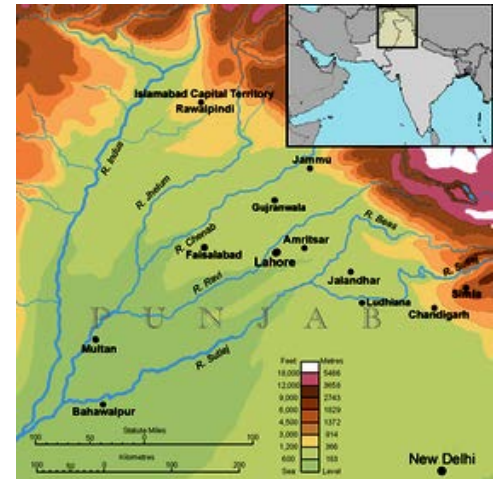 Islamabad Capital Territory
Rawalpindi
R. Indus
Jammu
R. Jhelum
Gujranwala
R. Chenab
Faisalabad
Amritsar
R. Beas
Lahore
R. Ravi
Jalandhar
R. Sutlej
Simla
Ludhiana
Chandigarh
PUNJAB
Multan
R. Sutlej
Bahawalpur
Feet Metres
18,000 5486
12,000 3658
9,000 2743
6,000 1829
4,500 1372
3,000 914
1,200 366
600 183
Sea Level
Statute Miles
100 50 0 100
Kilometres
100 50 0 100 200
New Delhi